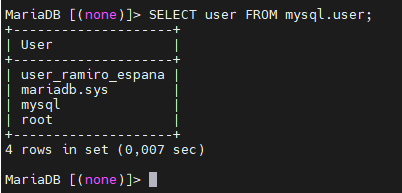 MariaDB [(none)]> SELECT user FROM mysql.user;
+--------------------+
| User               |
+--------------------+
| user_ramiro_espana |
| mariadb.sys        |
| mysql              |
| root               |
+--------------------+
4 rows in set (0,007 sec)
MariaDB [(none)]>